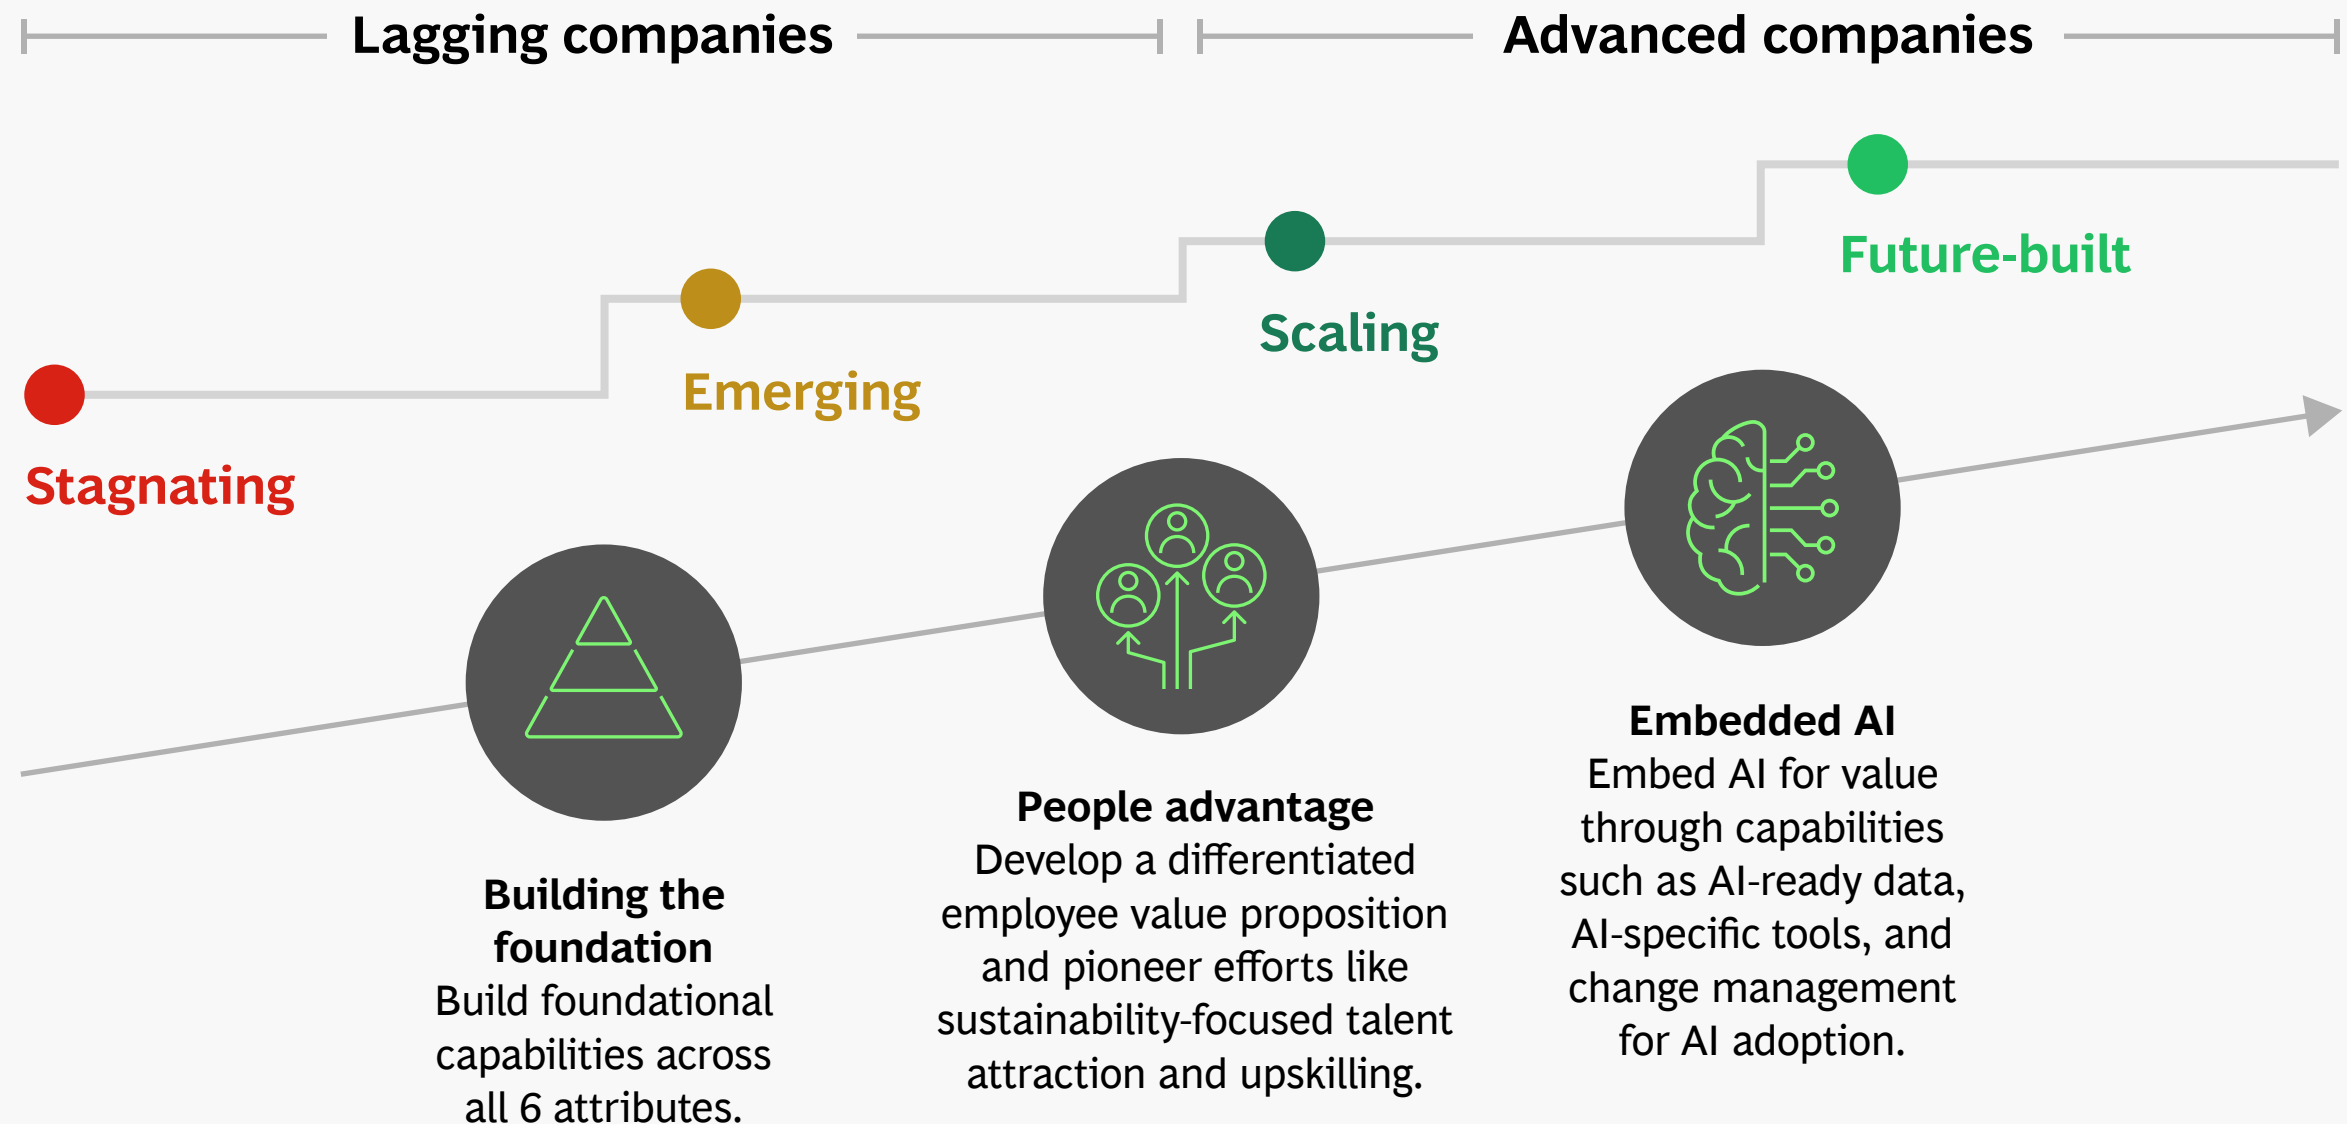 Lagging companies
Advanced companies
Stagnating
Emerging
Scaling
Future-built
Building the
foundation
Build foundational
capabilities across
all 6 attributes.
People advantage
Develop a differentiated
employee value proposition
and pioneer efforts like
sustainability-focused talent
attraction and upskilling.
Embedded AI
Embed AI for value
through capabilities
such as AI-ready data,
AI-specific tools, and
change management
for AI adoption.